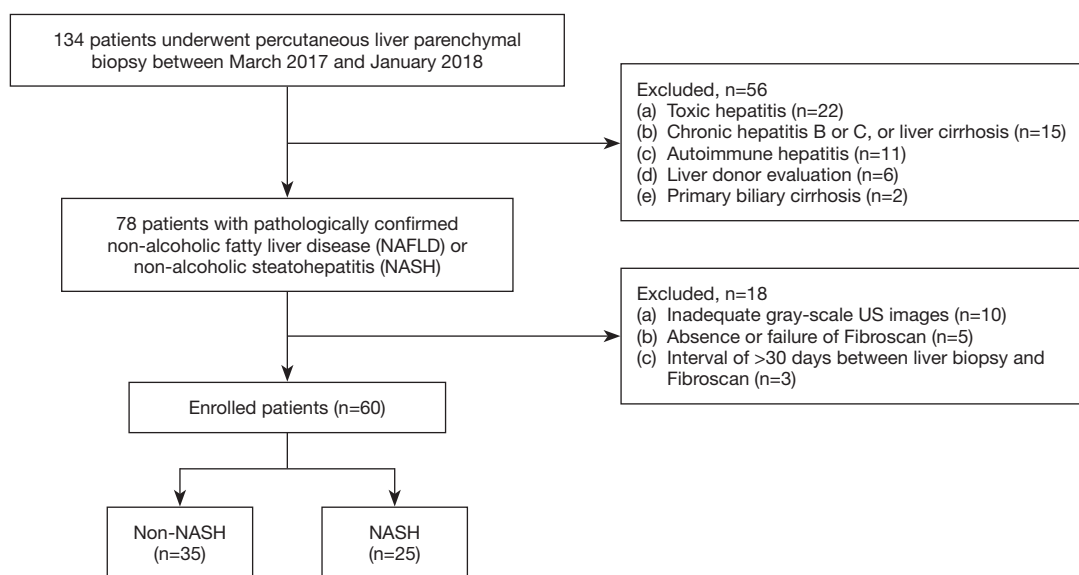 134 patients underwent percutaneous liver parenchymal
biopsy between March 2017 and January 2018
Excluded, n=56
(a) Toxic hepatitis (n=22)
(b) Chronic hepatitis B or C, or liver cirrhosis (n=15)
(c) Autoimmune hepatitis (n=11)
(d) Liver donor evaluation (n=6)
(e) Primary biliary cirrhosis (n=2)
78 patients with pathologically confirmed
non-alcoholic fatty liver disease (NAFLD) or
non-alcoholic steatohepatitis (NASH)
Excluded, n=18
(a) Inadequate gray-scale US images (n=10)
(b) Absence or failure of Fibroscan (n=5)
(c) Interval of >30 days between liver biopsy and
Fibroscan (n=3)
Enrolled patients (n=60)
Non-NASH
(n=35)
NASH
(n=25)